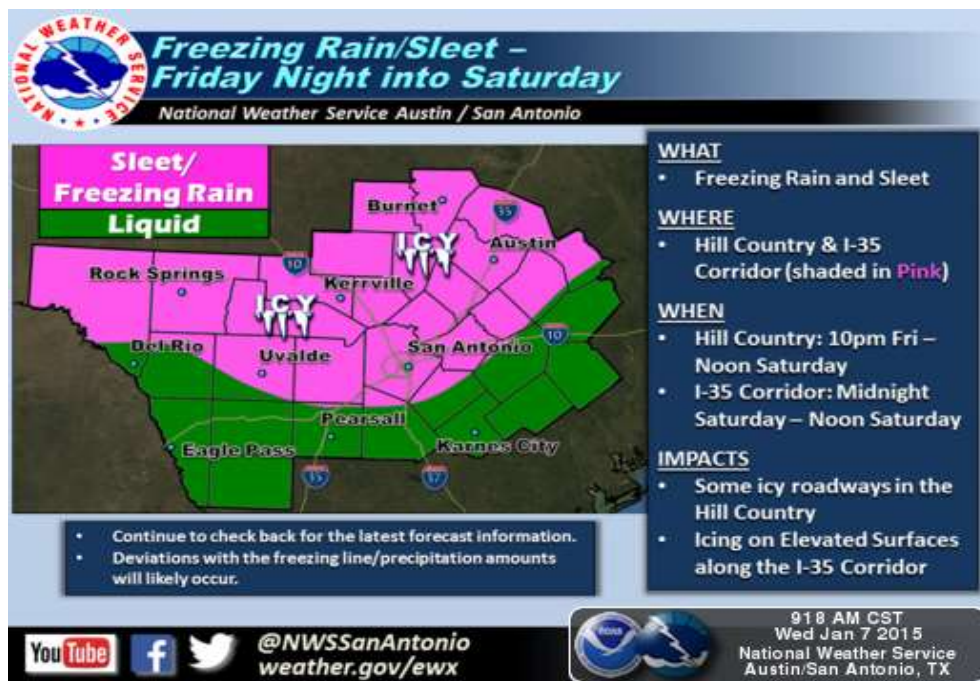 NATIONAL WEATHER SERVICE
Freezing Rain/Sleet –
Friday Night into Saturday
National Weather Service Austin / San Antonio
Sleet/
Freezing Rain
Liquid
Burnet
35
ICY
Austin
10
Rock Springs
Kerrville
ICY
10
Del Rio
Uvalde
San Antonio
Pearsall
Eagle Pass
Karnes City
35
37
WHAT
• Freezing Rain and Sleet
WHERE
• Hill Country & I-35
Corridor (shaded in Pink)
WHEN
• Hill Country: 10pm Fri –
Noon Saturday
• I-35 Corridor: Midnight
Saturday – Noon Saturday
IMPACTS
• Some icy roadways in the
Hill Country
• Icing on Elevated Surfaces
along the I-35 Corridor
• Continue to check back for the latest forecast information.
• Deviations with the freezing line/precipitation amounts
will likely occur.
You Tube
f
@NWSSanAntonio
weather.gov/ewx
noaa
918 AM CST
Wed Jan 7 2015
National Weather Service
Austin/San Antonio, TX